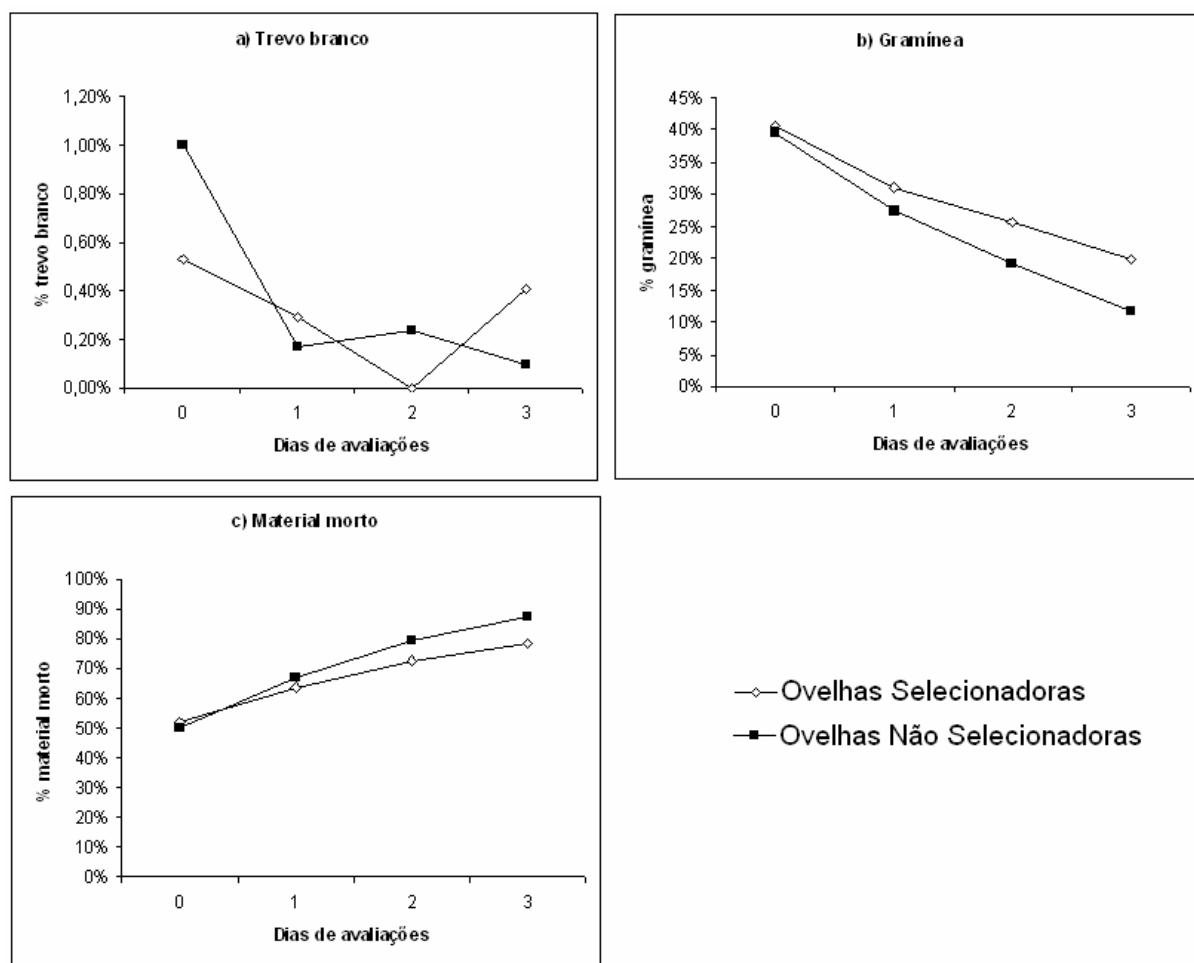 a) Trevo branco
1,20%
1,00%
0,80%
0,60%
0,40%
0,20%
0,00%
% trevo branco
0 1 2 3
Dias de avaliações
b) Gramínea
45%
40%
35%
30%
25%
20%
15%
10%
5%
0%
% gramínea
0 1 2 3
Dias de avaliações
c) Material morto
100%
90%
80%
70%
60%
50%
40%
30%
20%
10%
0%
% material morto
0 1 2 3
Dias de avaliações
Ovelhas Selecionadoras
Ovelhas Não Selecionadoras